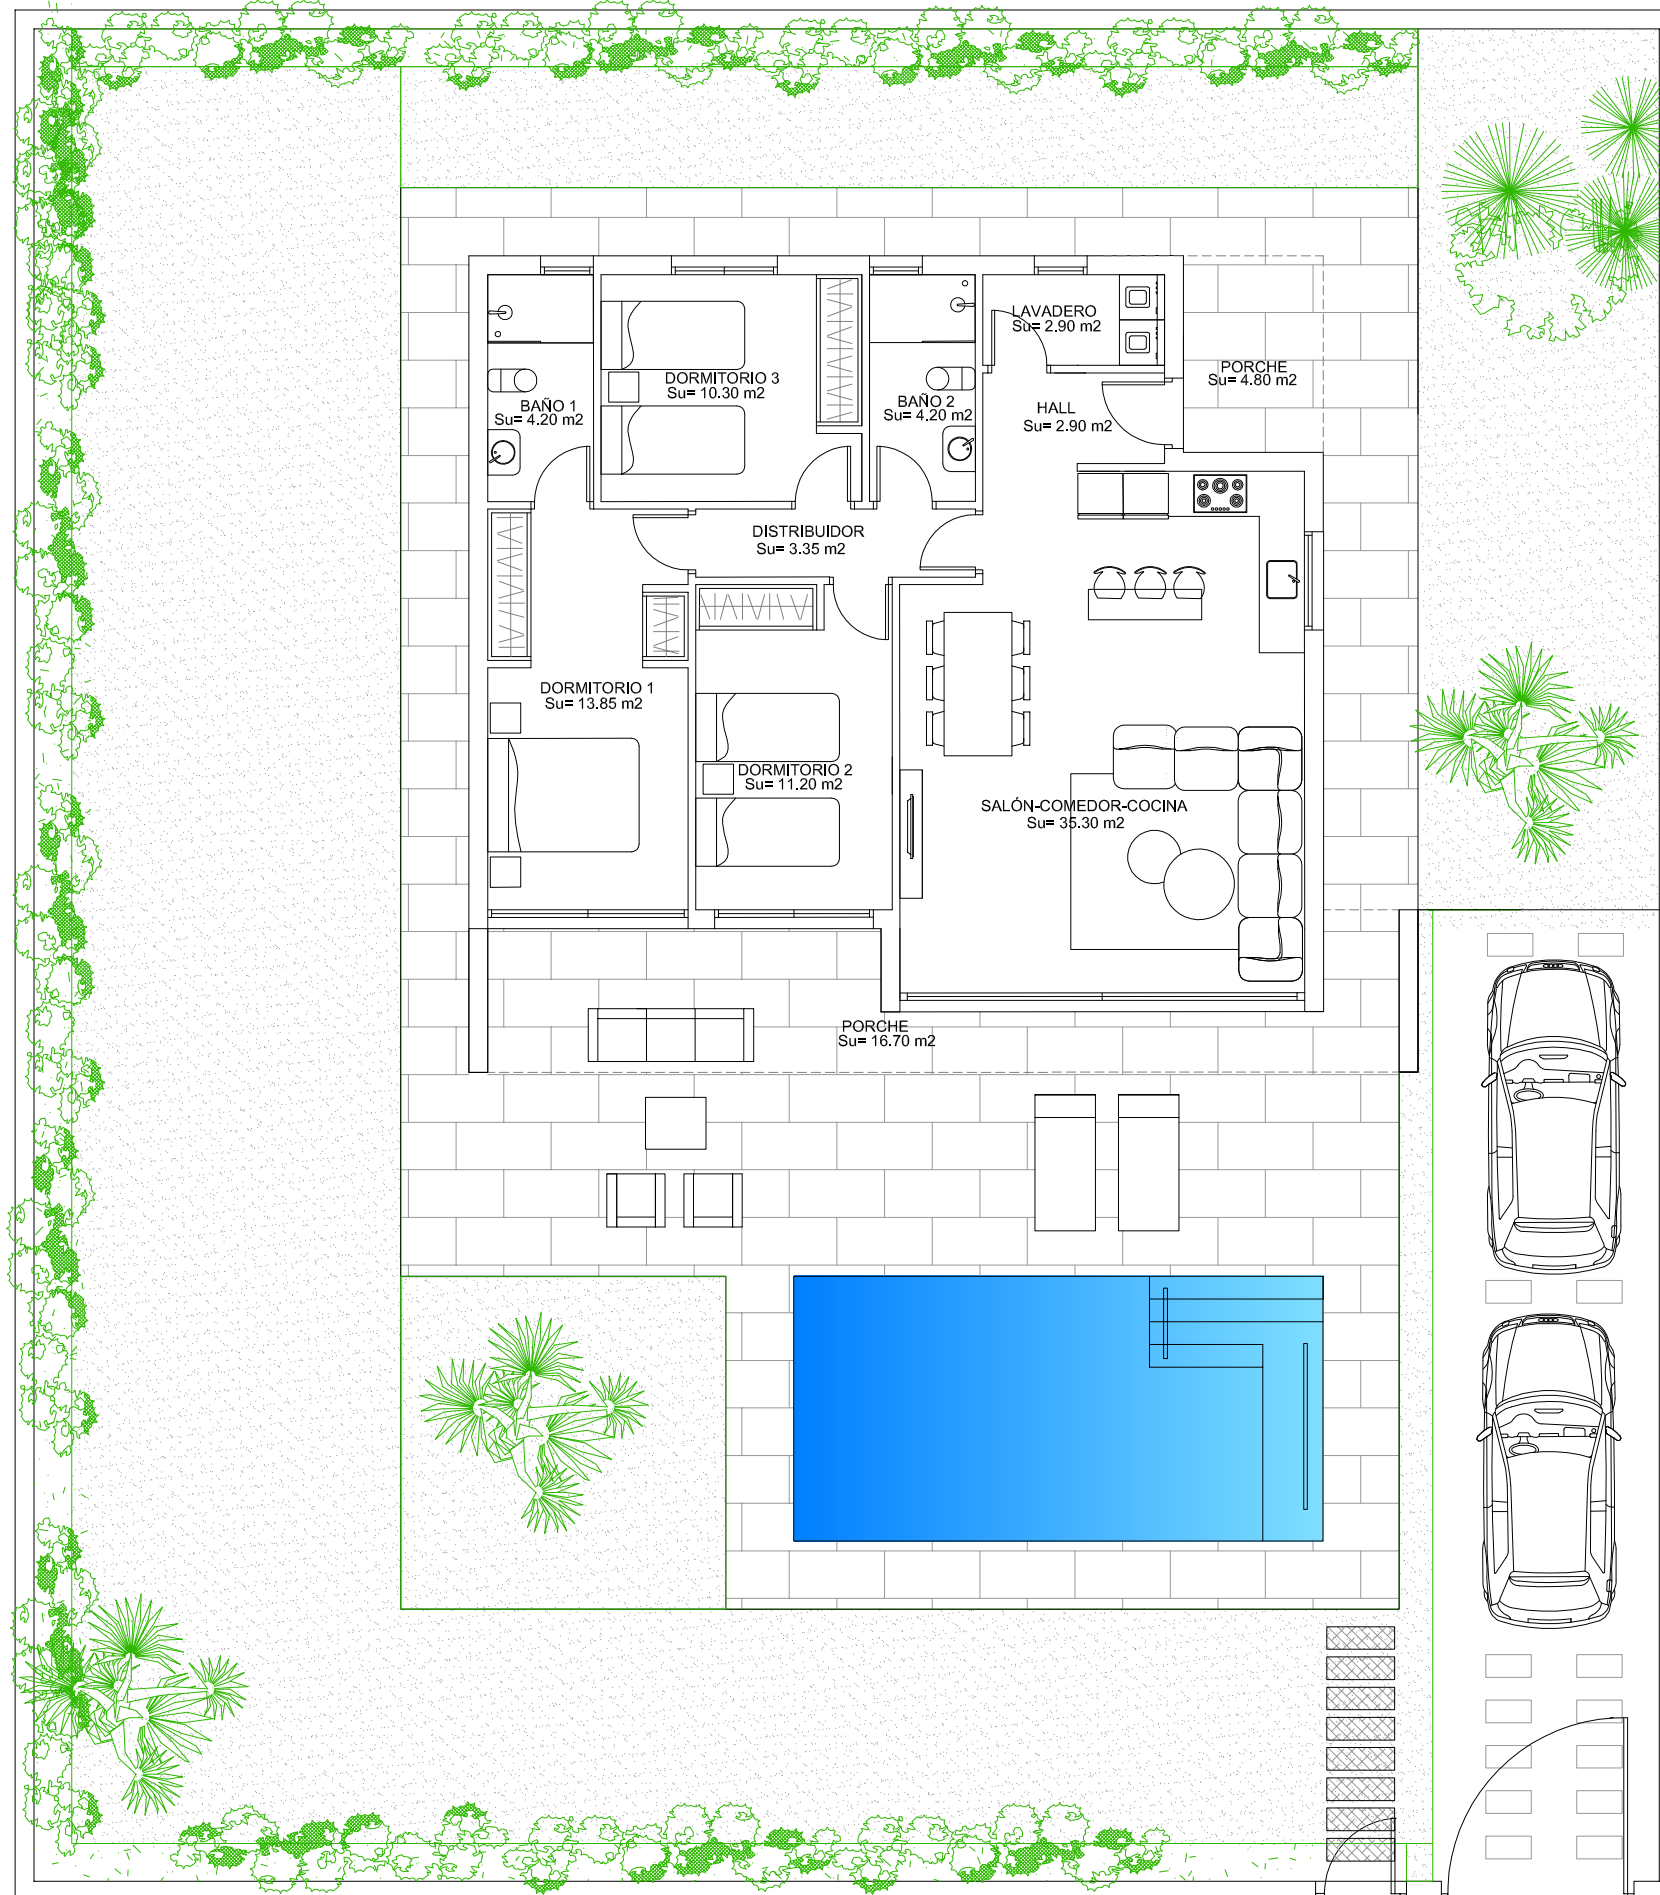 LAVADERO
Su= 2.90 m2
PORCHE
Su= 4.80 m2
DORMITORIO 3
Su= 10.30 m2
BAÑO 1
Su= 4.20 m2
BAÑO 2
Su= 4.20 m2
HALL
Su= 2.90 m2
DISTRIBUIDOR
Su= 3.35 m2
DORMITORIO 1
Su= 13.85 m2
DORMITORIO 2
Su= 11.20 m2
SALÓN-COMEDOR-COCINA
Su= 35.30 m2
PORCHE
Su= 16.70 m2